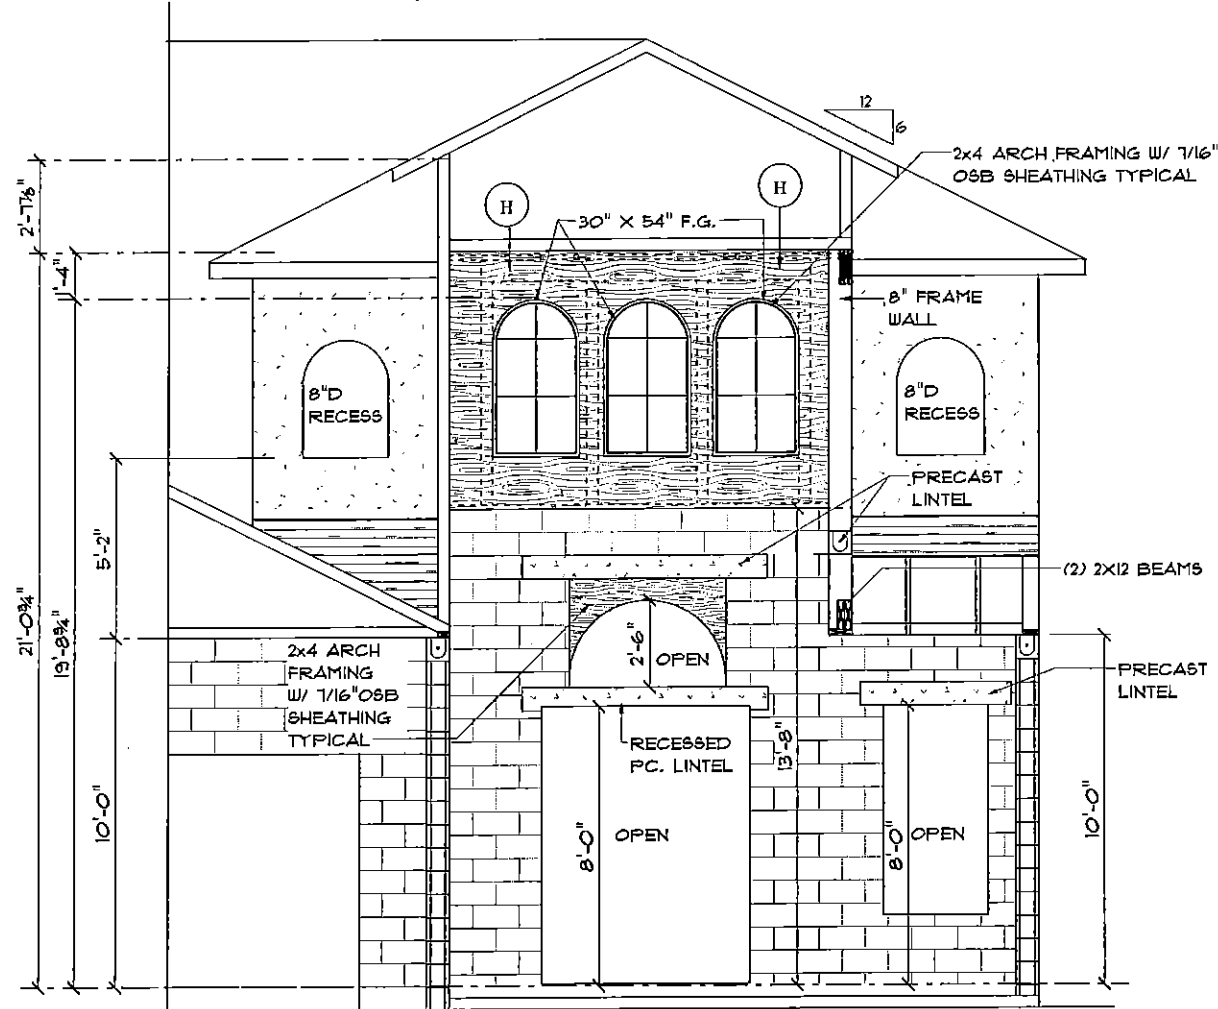 12
6
2x4 ARCH FRAMING W/ 7/16"
OSB SHEATHING TYPICAL
H
H
30" X 54" F.G.
2'-7⅞"
1'-4"
8" FRAME
WALL
8"D
RECESS
8"D
RECESS
PRECAST
LINTEL
5'-2"
(2) 2X12 BEAMS
21'-0¾"
19'-8¾"
2x4 ARCH
FRAMING
W/ 7/16"OSB
SHEATHING
TYPICAL
2'-6"
OPEN
PRECAST
LINTEL
RECESSED
PC. LINTEL
13'-8"
10'-0"
10'-0"
8'-0"
OPEN
8'-0"
OPEN